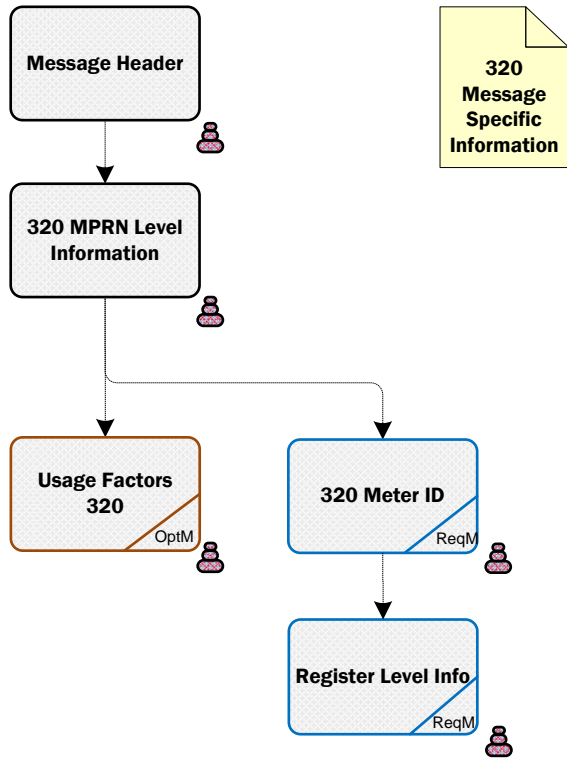 Message Header
320
Message
Specific
Information
320 MPRN Level
Information
Usage Factors
320
OptM
320 Meter ID
ReqM
Register Level Info
ReqM